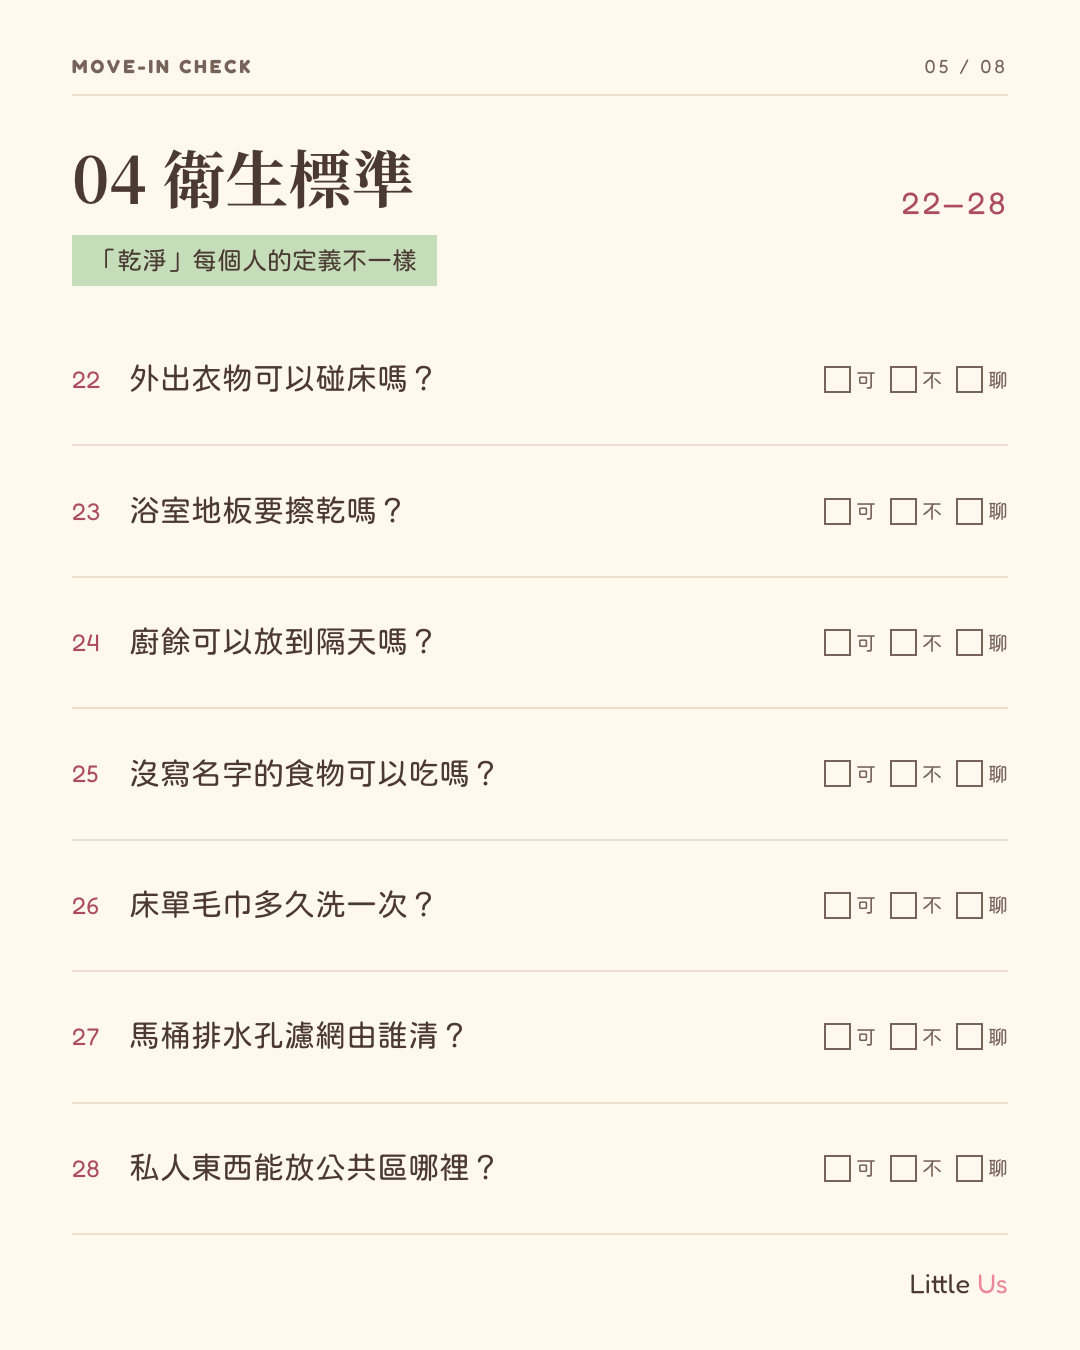 MOVE-IN CHECK 05 / 08
04 衛生標準 22–28
「乾淨」每個人的定義不一樣
22 外出衣物可以碰床嗎？ 可 不 聊
23 浴室地板要擦乾嗎？ 可 不 聊
24 廚餘可以放到隔天嗎？ 可 不 聊
25 沒寫名字的食物可以吃嗎？ 可 不 聊
26 床單毛巾多久洗一次？ 可 不 聊
27 馬桶排水孔濾網由誰清？ 可 不 聊
28 私人東西能放公共區哪裡？ 可 不 聊
Little Us